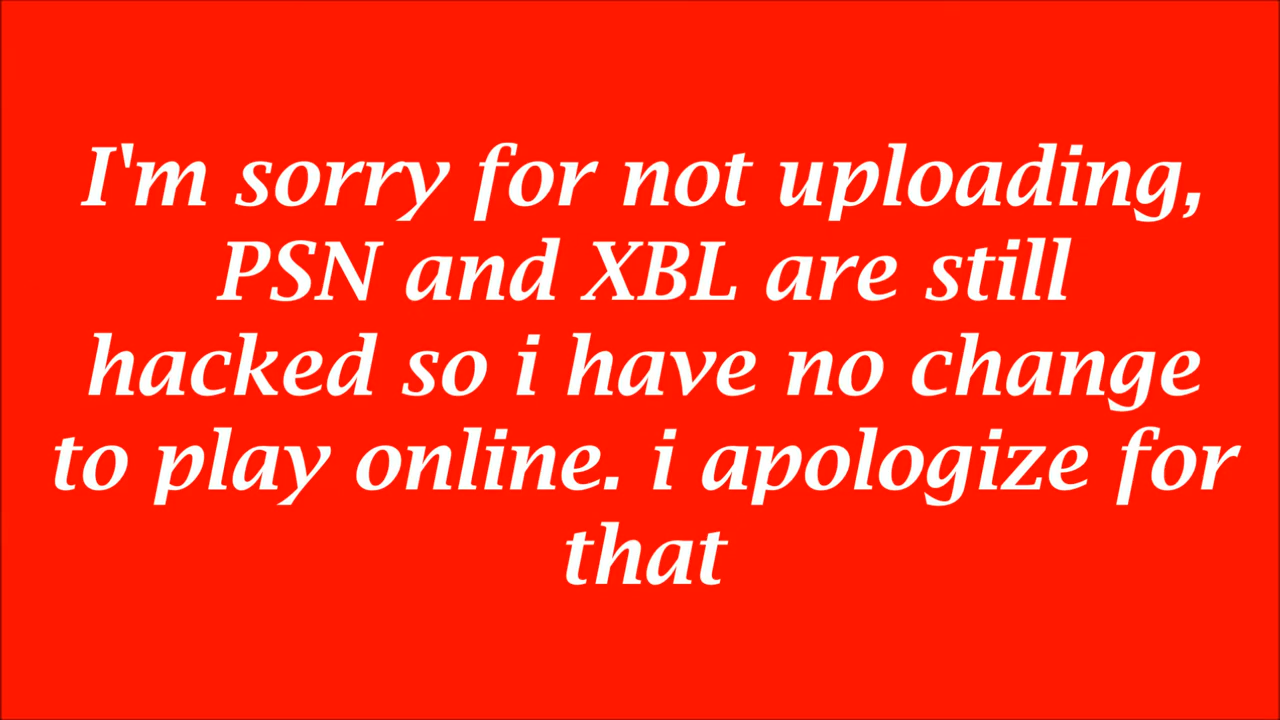 I'm sorry for not uploading,
PSN and XBL are still
hacked so i have no change
to play online. i apologize for
that